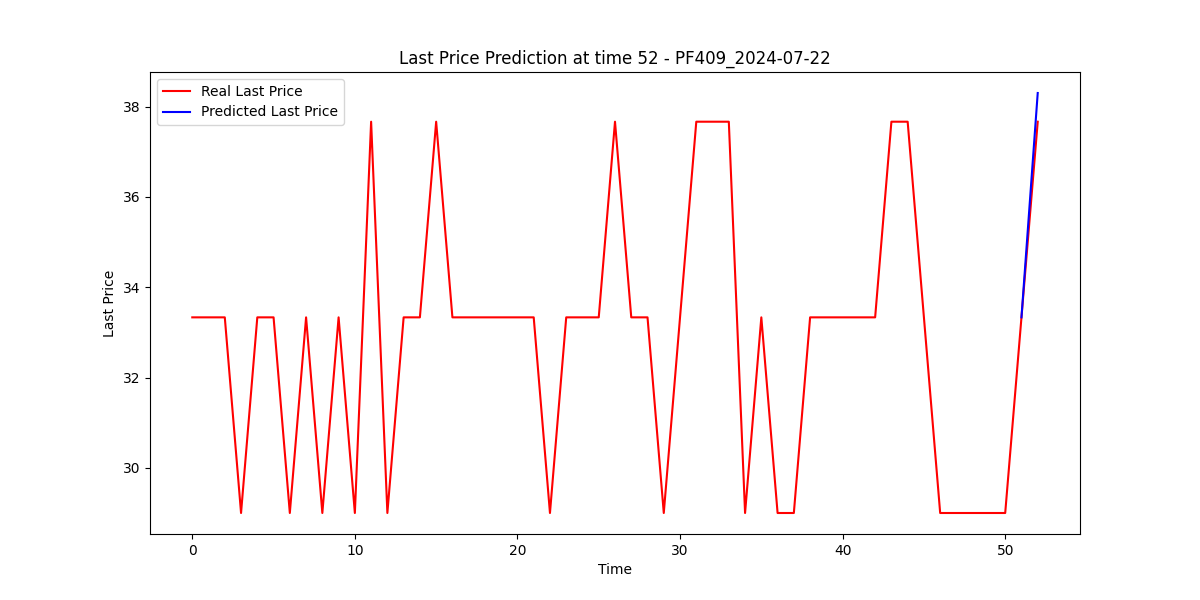 Last Price Prediction at time 52 - PF409_2024-07-22
Real Last Price
Predicted Last Price
Last Price
38
36
34
32
30
0 10 20 30 40 50
Time